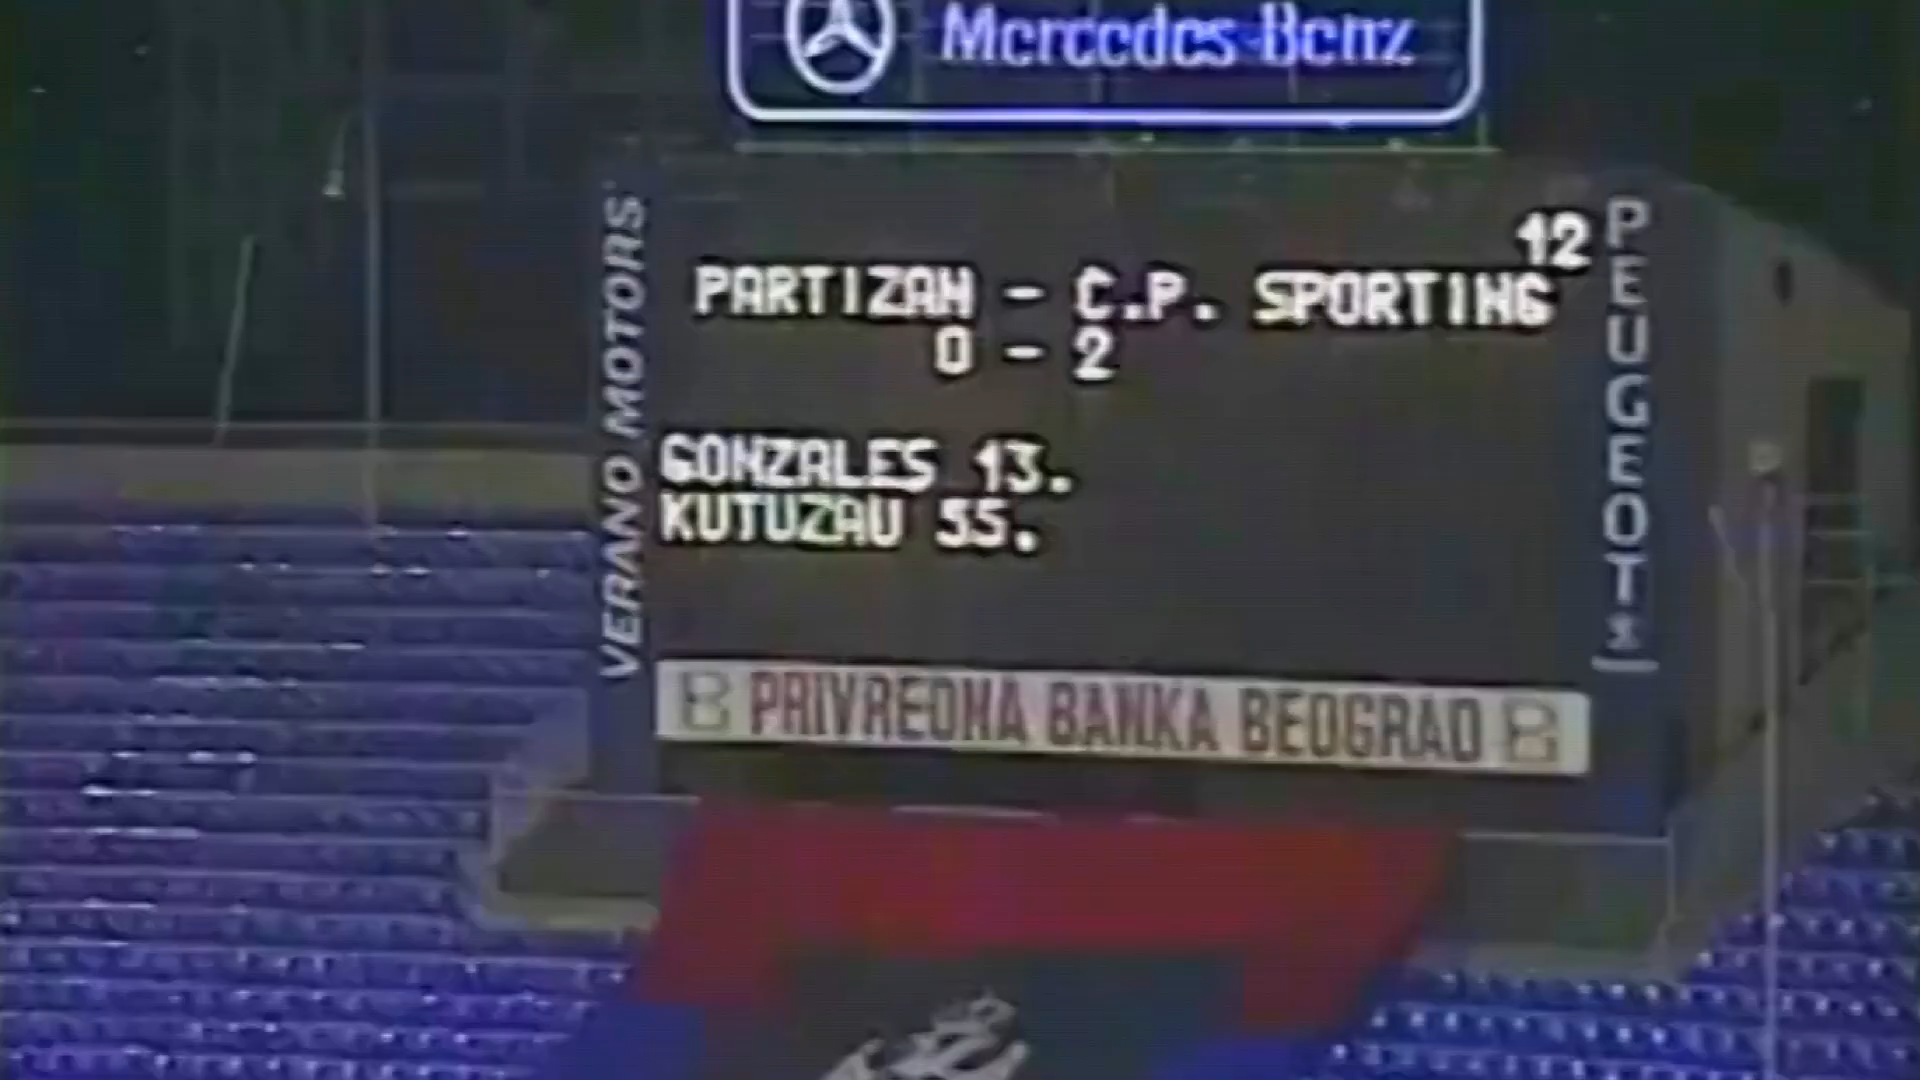 Mercedes-Benz
12
PARTIZAN - C.P. SPORTING
0 - 2
GONZALES 13.
KUTUZAU 55.
VERANO MOTORS
PEUGEOT
PRIVREDNA BANKA BEOGRAD